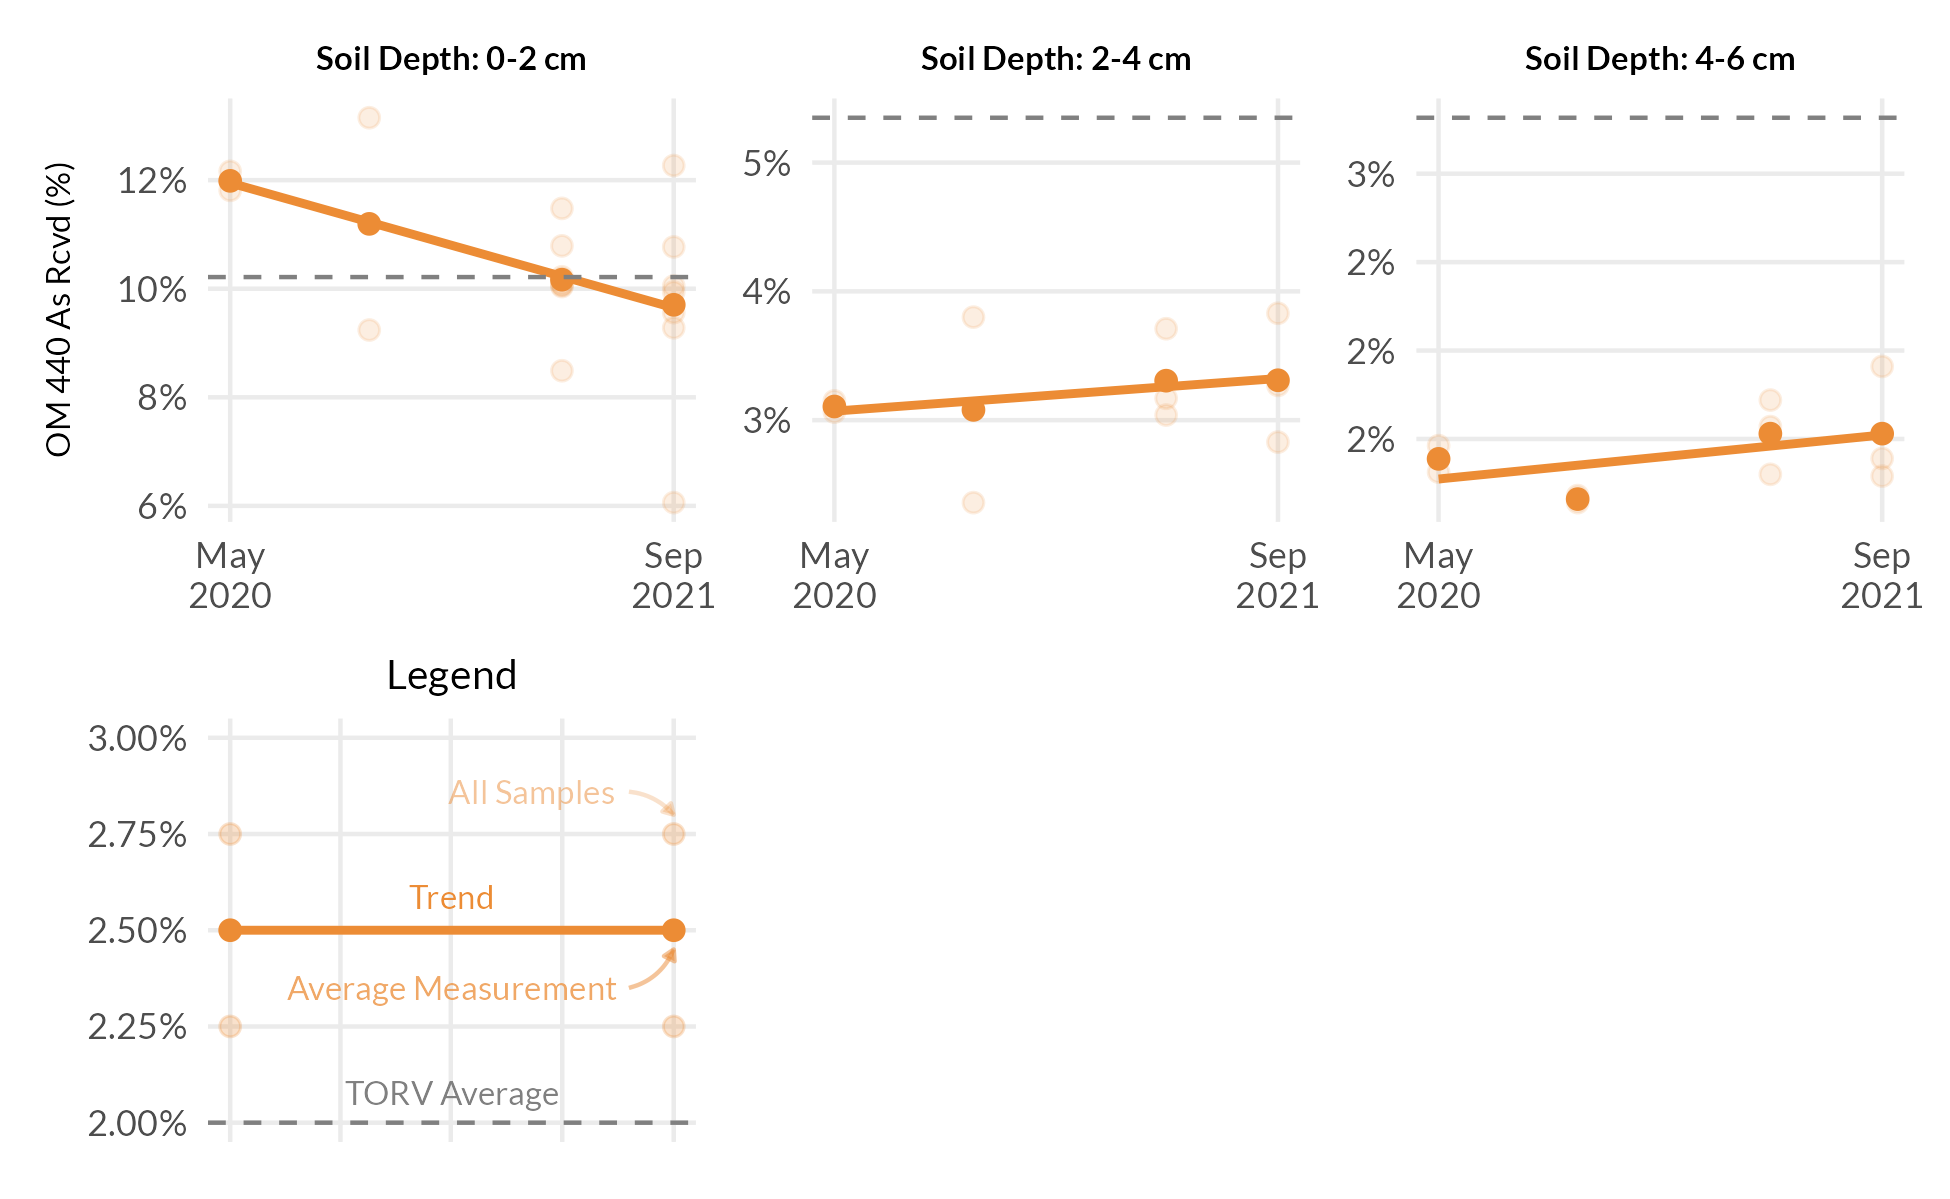 Soil Depth: 0-2 cm
Soil Depth: 2-4 cm
Soil Depth: 4-6 cm
OM 440 As Rcvd (%)
12%
10%
8%
6%
May
2020
Sep
2021
5%
4%
3%
May
2020
Sep
2021
3%
2%
2%
2%
May
2020
Sep
2021
Legend
3.00%
2.75%
2.50%
2.25%
2.00%
All Samples
Trend
Average Measurement
TORV Average